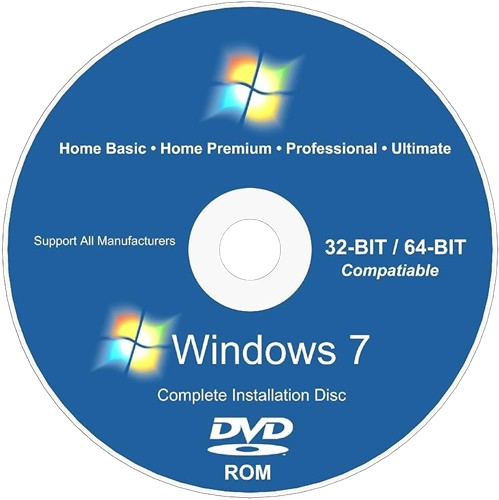 Home Basic • Home Premium • Professional • Ultimate
Support All Manufacturers
32-BIT / 64-BIT
Compatiable
Windows 7
Complete Installation Disc
DVD
ROM